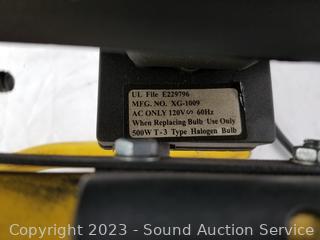 UL File E229796
MFG. NO. XG-1009
AC ONLY 120V∽ 60Hz
When Replacing Bulb Use Only
500W T-3 Type Halogen Bulb
Copyright 2023 - Sound Auction Service